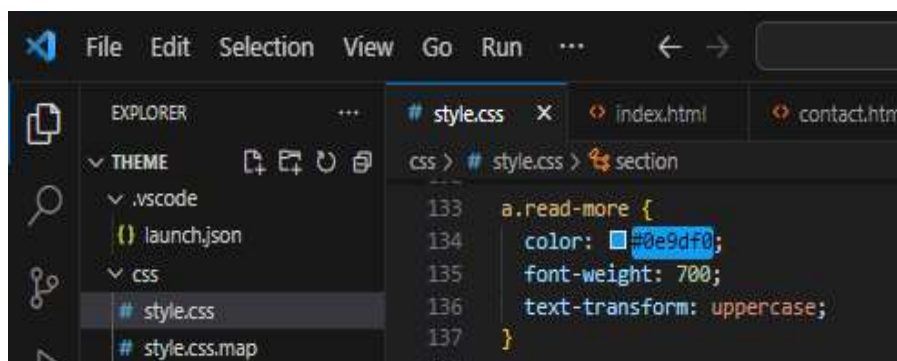 File Edit Selection View Go Run ···
EXPLORER ···
THEME
.vscode
{} launch.json
css
# style.css
# style.css.map
# style.css X index.html contact.htm
css > # style.css > section
133 a.read-more {
134 color: #0e9df0;
135 font-weight: 700;
136 text-transform: uppercase;
137 }